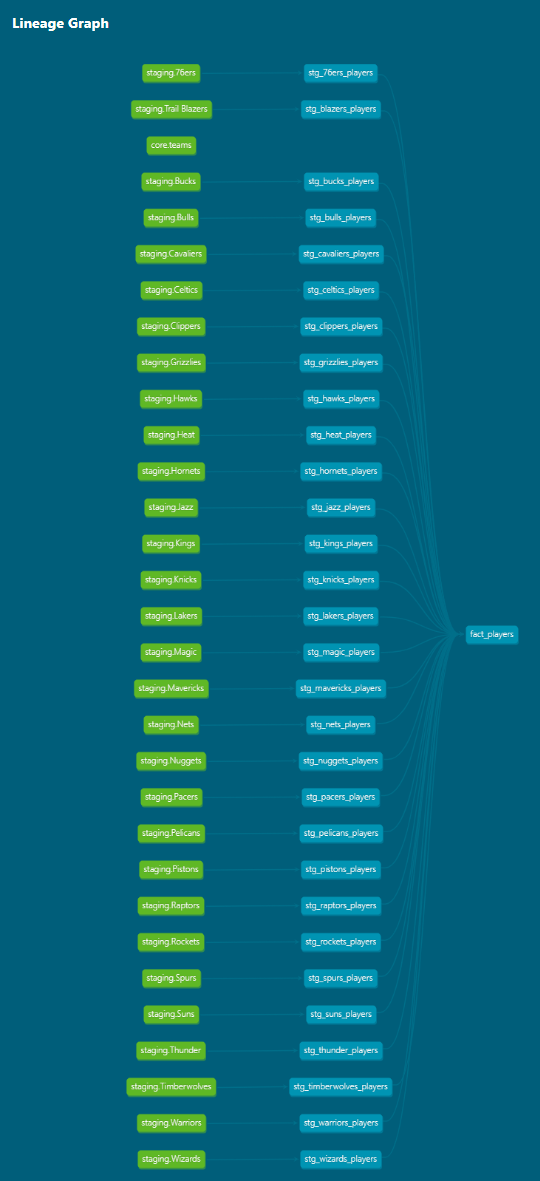 Lineage Graph
staging.76ers stg_76ers_players
staging.Trail Blazers stg_blazers_players
core.teams
staging.Bucks stg_bucks_players
staging.Bulls stg_bulls_players
staging.Cavaliers stg_cavaliers_players
staging.Celtics stg_celtics_players
staging.Clippers stg_clippers_players
staging.Grizzlies stg_grizzlies_players
staging.Hawks stg_hawks_players
staging.Heat stg_heat_players
staging.Hornets stg_hornets_players
staging.Jazz stg_jazz_players
staging.Kings stg_kings_players
staging.Knicks stg_knicks_players
staging.Lakers stg_lakers_players
fact_players
staging.Magic stg_magic_players
staging.Mavericks stg_mavericks_players
staging.Nets stg_nets_players
staging.Nuggets stg_nuggets_players
staging.Pacers stg_pacers_players
staging.Pelicans stg_pelicans_players
staging.Pistons stg_pistons_players
staging.Raptors stg_raptors_players
staging.Rockets stg_rockets_players
staging.Spurs stg_spurs_players
staging.Suns stg_suns_players
staging.Thunder stg_thunder_players
staging.Timberwolves stg_timberwolves_players
staging.Warriors stg_warriors_players
staging.Wizards stg_wizards_players